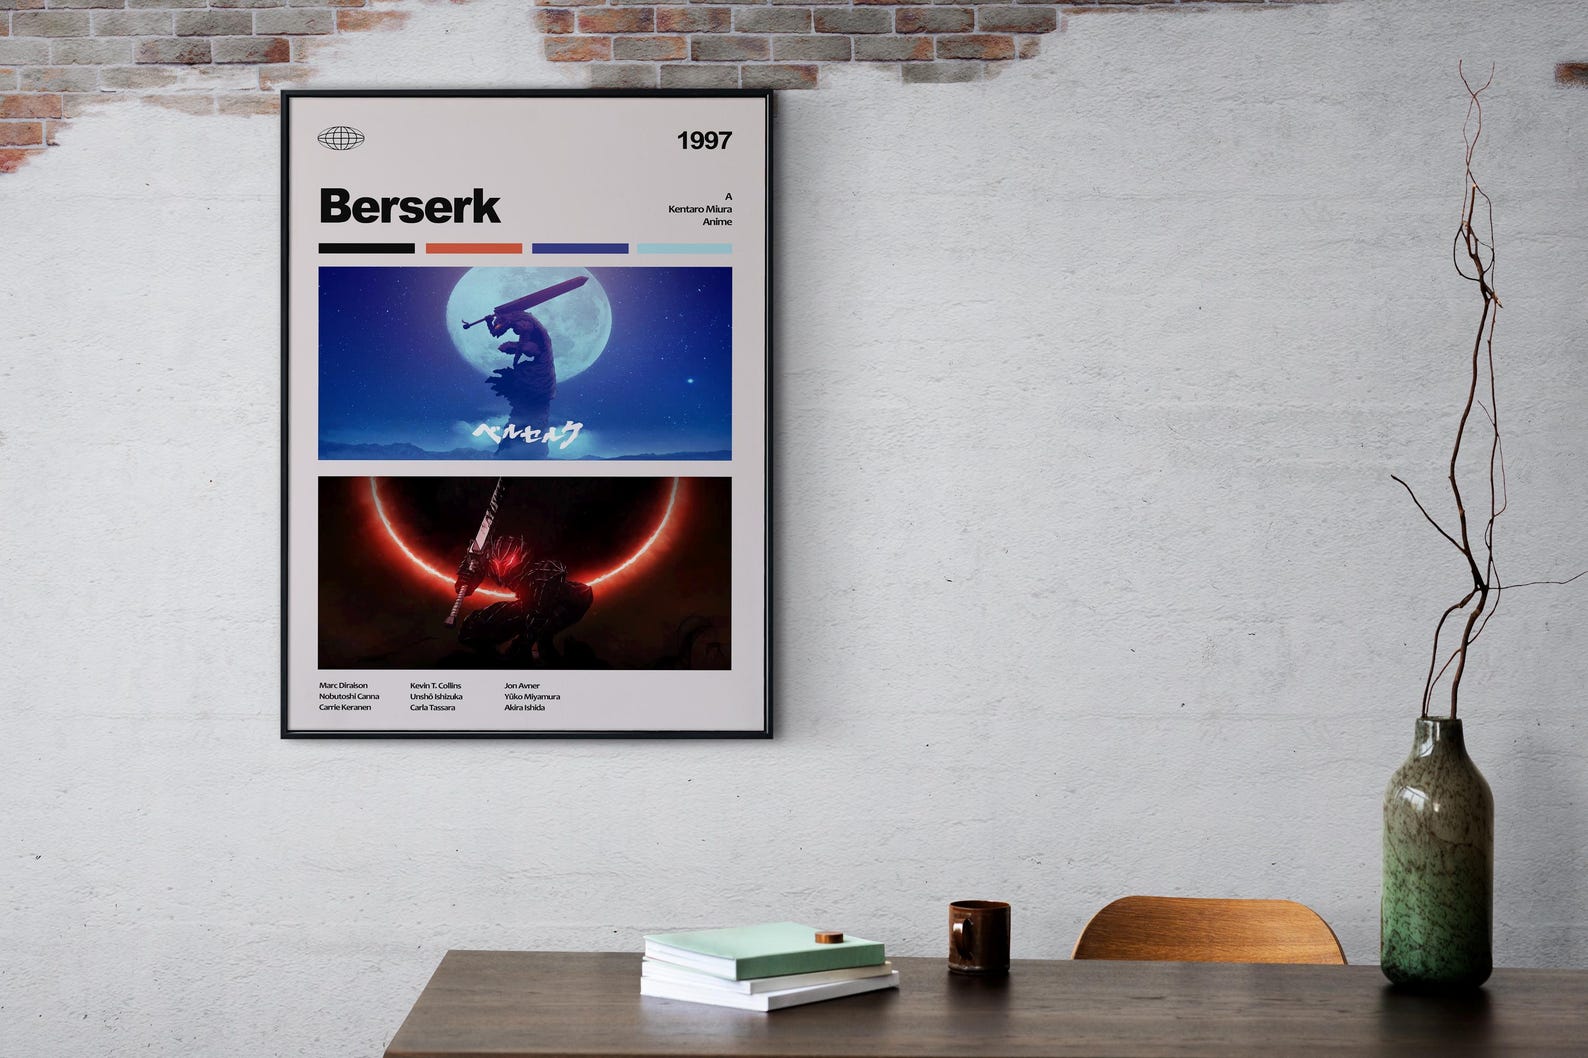 1997
Berserk
A
Kentaro Miura
Anime
ベルセルク
Marc Diraison
Nobutoshi Canna
Carrie Keranen
Kevin T. Collins
Unshō Ishizuka
Carla Tassara
Jon Avner
Yūko Miyamura
Akira Ishida